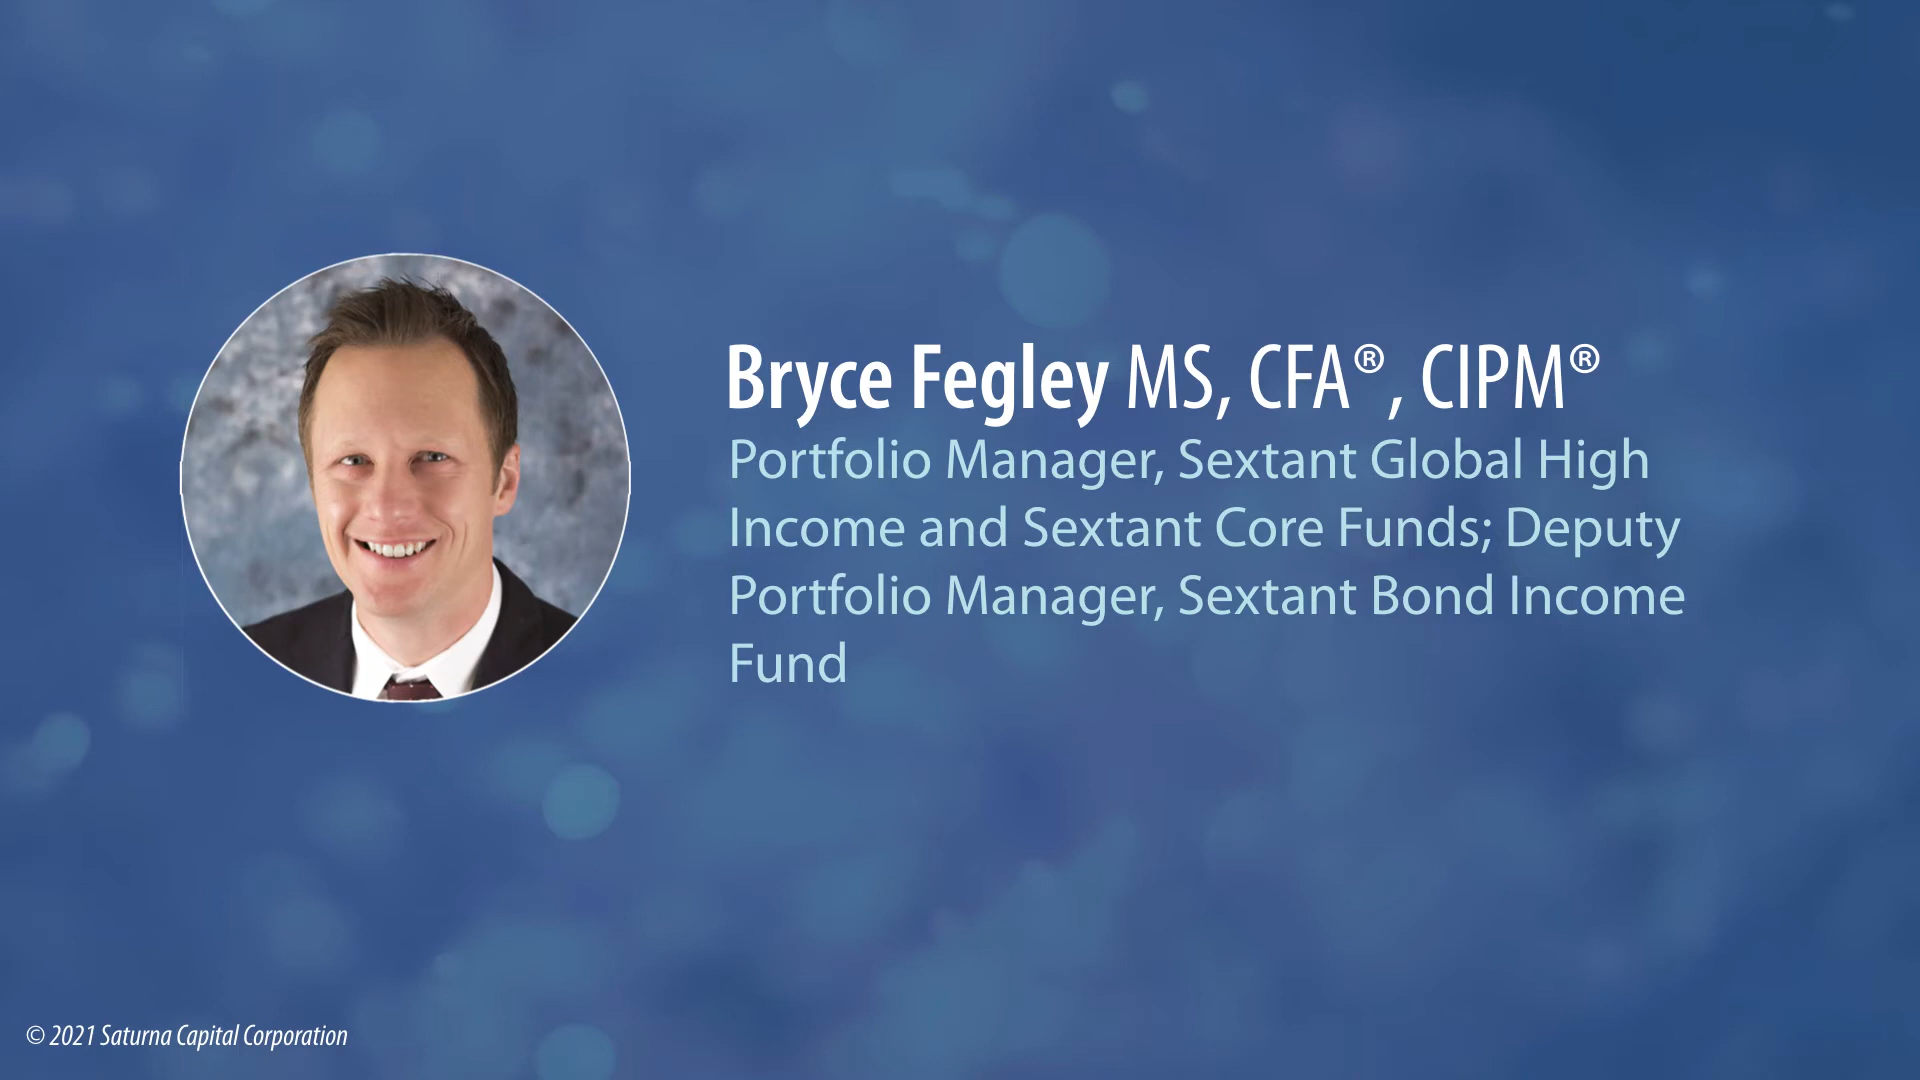 Bryce Fegley MS, CFA®, CIPM®
Portfolio Manager, Sextant Global High
Income and Sextant Core Funds; Deputy
Portfolio Manager, Sextant Bond Income
Fund
© 2021 Saturna Capital Corporation